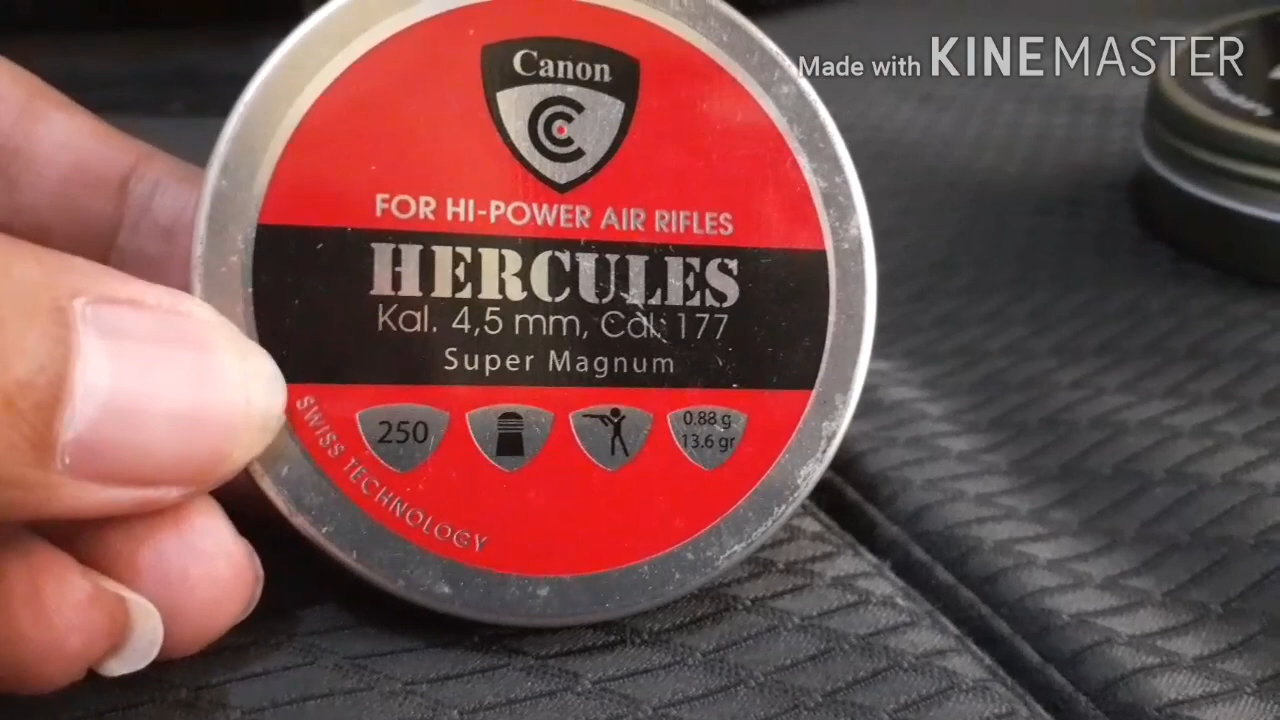 Made with KINEMASTER
Canon
FOR HI-POWER AIR RIFLES
HERCULES
Kal. 4,5 mm, Cal. 177
Super Magnum
250
0.88 g
13.6 gr
SWISS TECHNOLOGY